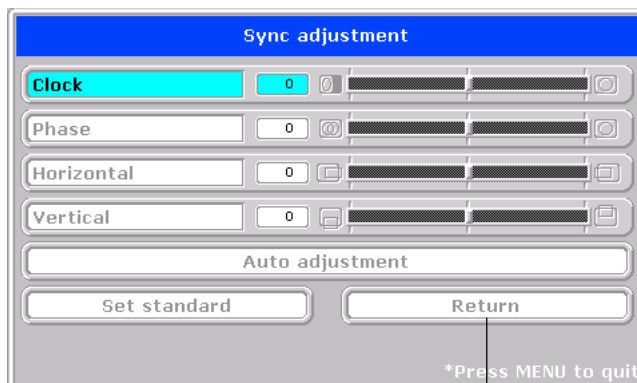 Sync adjustment
Clock 0
Phase 0
Horizontal 0
Vertical 0
Auto adjustment
Set standard Return
*Press MENU to quit